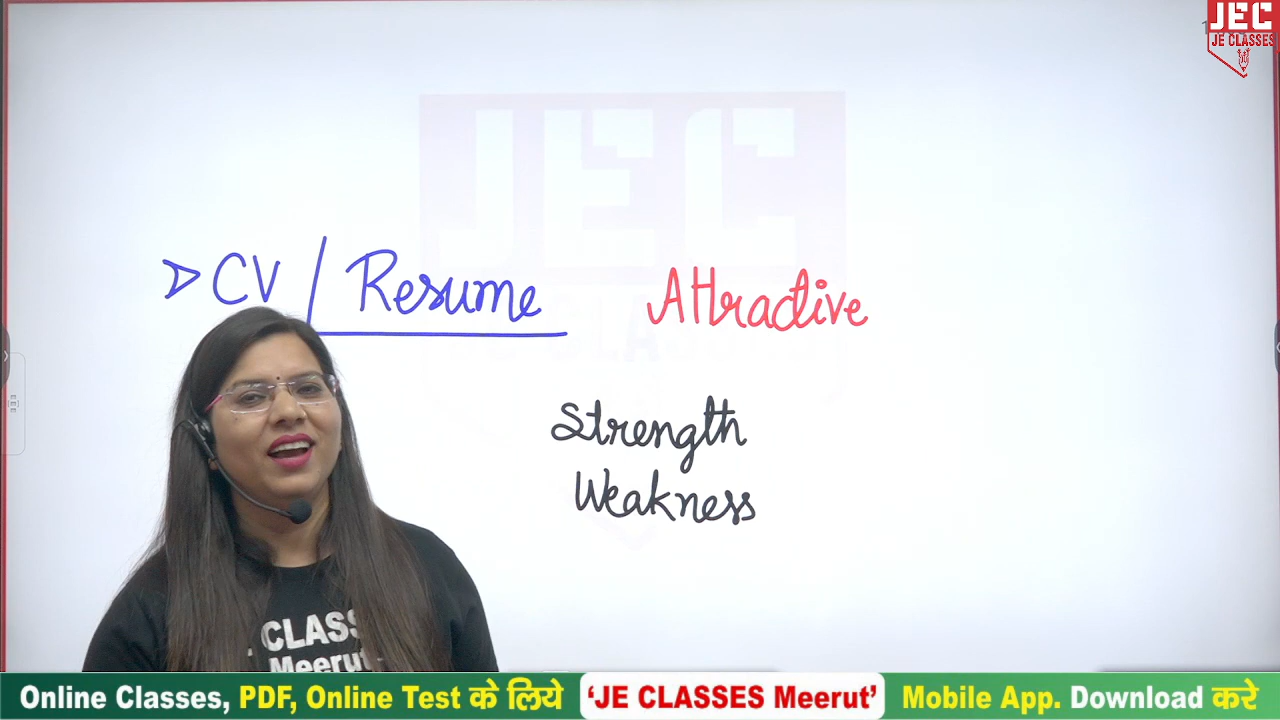 JEC
JE CLASSES
JEC
CV / Resume Attractive
Strength
Weakness
CLASS
Meerut
Online Classes, PDF, Online Test के लिये ‘JE CLASSES Meerut’ Mobile App. Download करे